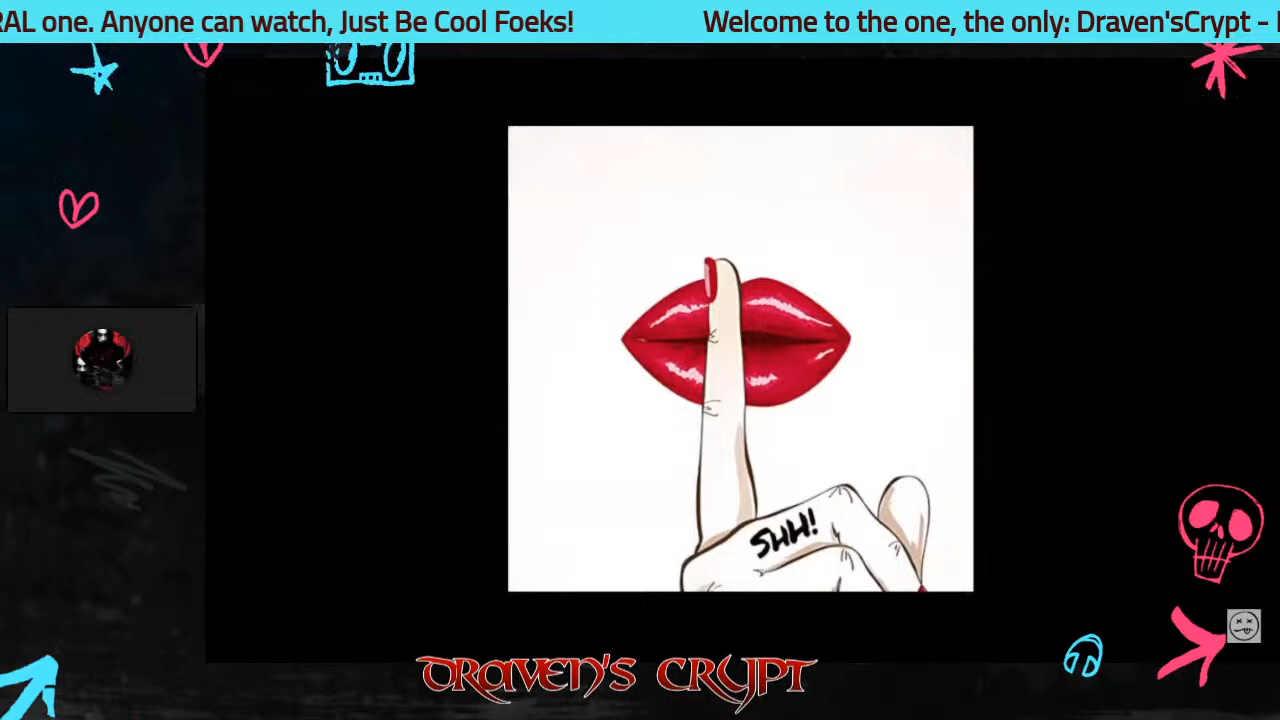 RAL one. Anyone can watch, Just Be Cool Foeks! Welcome to the one, the only: Draven'sCrypt -
SHH!
DRAVEN'S CRYPT